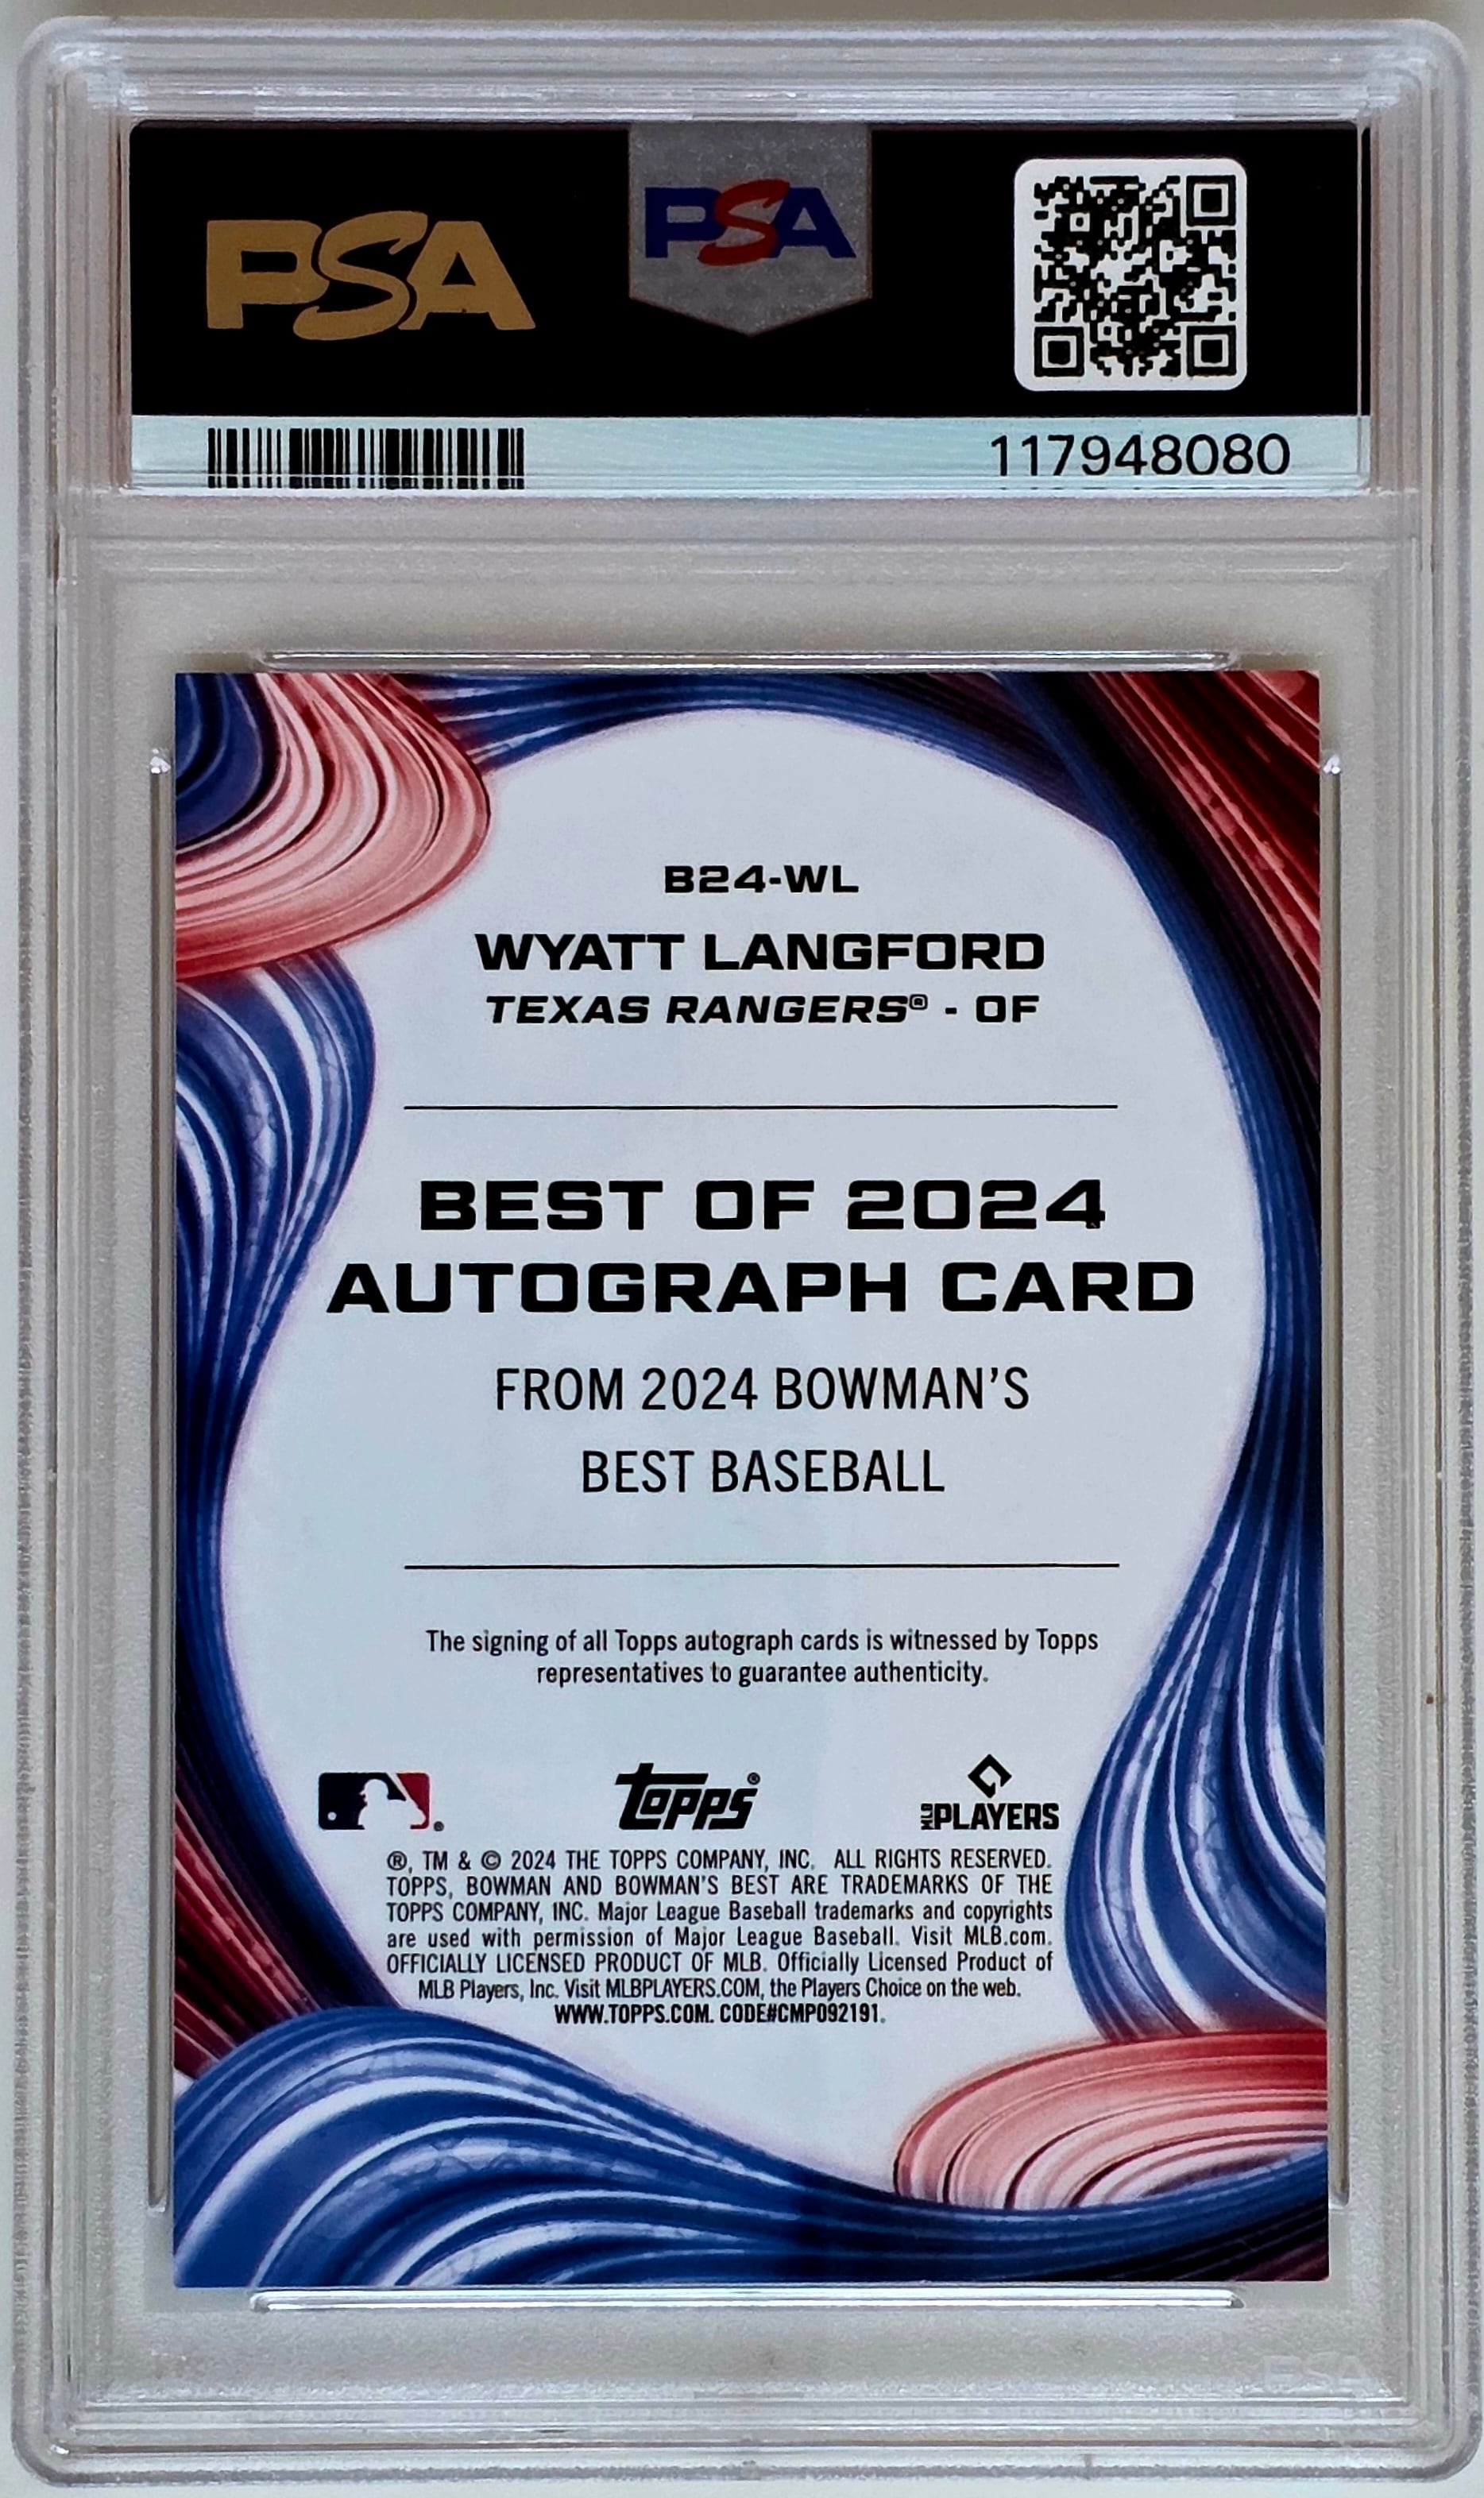 PSA
PSA
117948080
B24-WL
WYATT LANGFORD
TEXAS RANGERS® - OF
BEST OF 2024
AUTOGRAPH CARD
FROM 2024 BOWMAN'S
BEST BASEBALL
The signing of all Topps autograph cards is witnessed by Topps
representatives to guarantee authenticity.
Topps®
MLB PLAYERS
®, TM & © 2024 THE TOPPS COMPANY, INC. ALL RIGHTS RESERVED.
TOPPS, BOWMAN AND BOWMAN'S BEST ARE TRADEMARKS OF THE
TOPPS COMPANY, INC. Major League Baseball trademarks and copyrights
are used with permission of Major League Baseball. Visit MLB.com.
OFFICIALLY LICENSED PRODUCT OF MLB. Officially Licensed Product of
MLB Players, Inc. Visit MLBPLAYERS.COM, the Players Choice on the web.
WWW.TOPPS.COM. CODE#CMP092191.
PSA